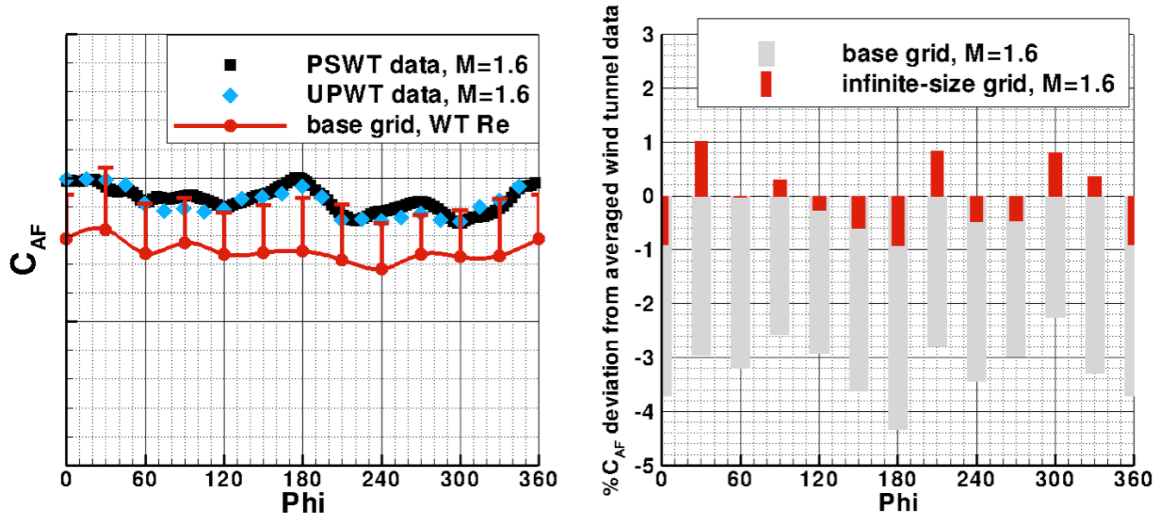 PSWT data, M=1.6
UPWT data, M=1.6
base grid, WT Re
C_AF
0 60 120 180 240 300 360
Phi
base grid, M=1.6
infinite-size grid, M=1.6
%C_AF deviation from averaged wind tunnel data
3
2
1
0
-1
-2
-3
-4
-5
0 60 120 180 240 300 360
Phi